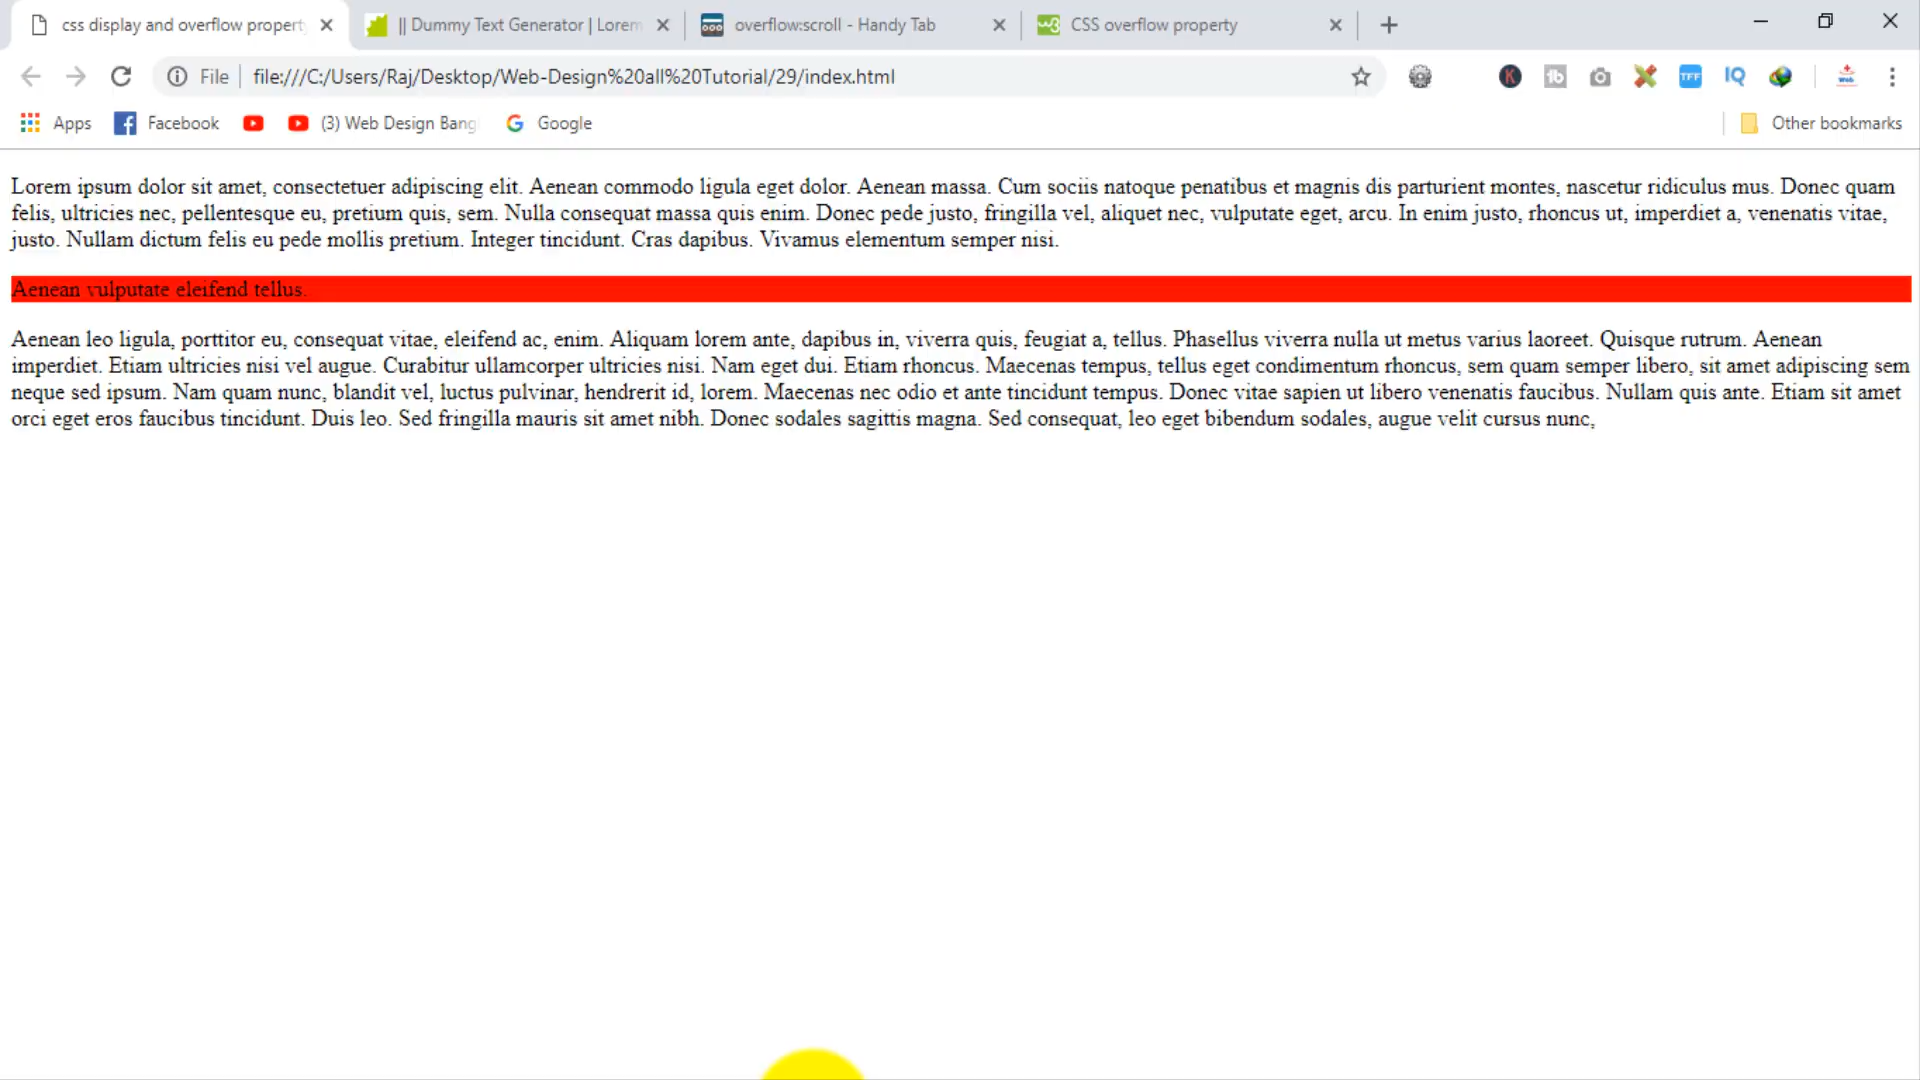 css display and overflow propert
|| Dummy Text Generator | Lorem
overflow:scroll - Handy Tab
CSS overflow property
File
file:///C:/Users/Raj/Desktop/Web-Design%20all%20Tutorial/29/index.html
Apps
Facebook
(3) Web Design Bang
Google
Other bookmarks
Lorem ipsum dolor sit amet, consectetuer adipiscing elit. Aenean commodo ligula eget dolor. Aenean massa. Cum sociis natoque penatibus et magnis dis parturient montes, nascetur ridiculus mus. Donec quam
felis, ultricies nec, pellentesque eu, pretium quis, sem. Nulla consequat massa quis enim. Donec pede justo, fringilla vel, aliquet nec, vulputate eget, arcu. In enim justo, rhoncus ut, imperdiet a, venenatis vitae,
justo. Nullam dictum felis eu pede mollis pretium. Integer tincidunt. Cras dapibus. Vivamus elementum semper nisi.
Aenean vulputate eleifend tellus.
Aenean leo ligula, porttitor eu, consequat vitae, eleifend ac, enim. Aliquam lorem ante, dapibus in, viverra quis, feugiat a, tellus. Phasellus viverra nulla ut metus varius laoreet. Quisque rutrum. Aenean
imperdiet. Etiam ultricies nisi vel augue. Curabitur ullamcorper ultricies nisi. Nam eget dui. Etiam rhoncus. Maecenas tempus, tellus eget condimentum rhoncus, sem quam semper libero, sit amet adipiscing sem
neque sed ipsum. Nam quam nunc, blandit vel, luctus pulvinar, hendrerit id, lorem. Maecenas nec odio et ante tincidunt tempus. Donec vitae sapien ut libero venenatis faucibus. Nullam quis ante. Etiam sit amet
orci eget eros faucibus tincidunt. Duis leo. Sed fringilla mauris sit amet nibh. Donec sodales sagittis magna. Sed consequat, leo eget bibendum sodales, augue velit cursus nunc,